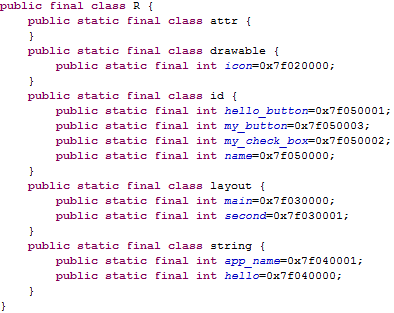 public final class R {
    public static final class attr {
    }
    public static final class drawable {
        public static final int icon=0x7f020000;
    }
    public static final class id {
        public static final int hello_button=0x7f050001;
        public static final int my_button=0x7f050003;
        public static final int my_check_box=0x7f050002;
        public static final int name=0x7f050000;
    }
    public static final class layout {
        public static final int main=0x7f030000;
        public static final int second=0x7f030001;
    }
    public static final class string {
        public static final int app_name=0x7f040001;
        public static final int hello=0x7f040000;
    }
}